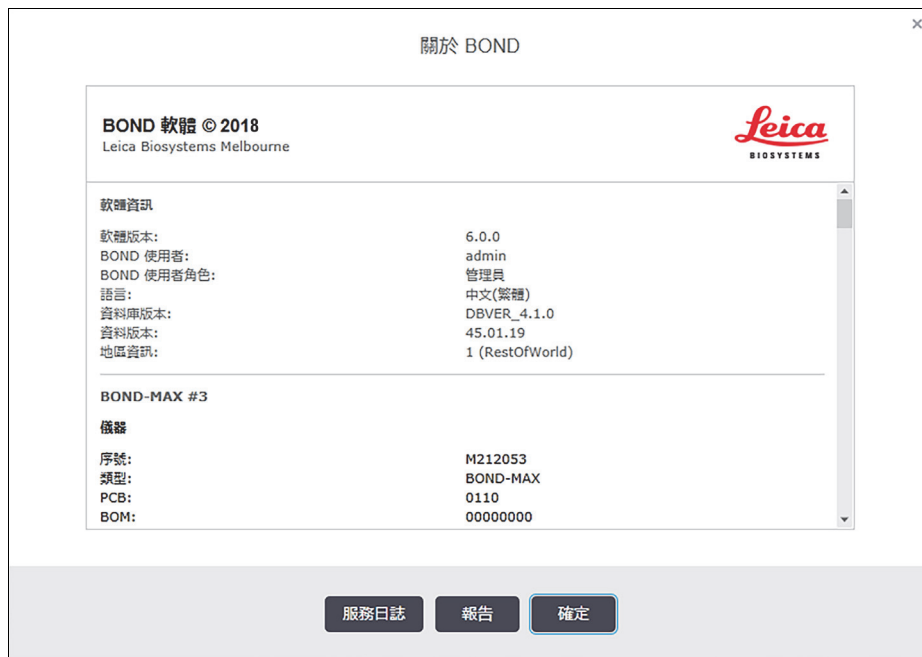 關於 BOND
BOND 軟體 © 2018
Leica Biosystems Melbourne
Leica
BIOSYSTEMS
軟體資訊
軟體版本: 6.0.0
BOND 使用者: admin
BOND 使用者角色: 管理員
語言: 中文(繁體)
資料庫版本: DBVER_4.1.0
資料版本: 45.01.19
地區資訊: 1 (RestOfWorld)
BOND-MAX #3
儀器
序號: M212053
類型: BOND-MAX
PCB: 0110
BOM: 00000000
服務日誌 報告 確定